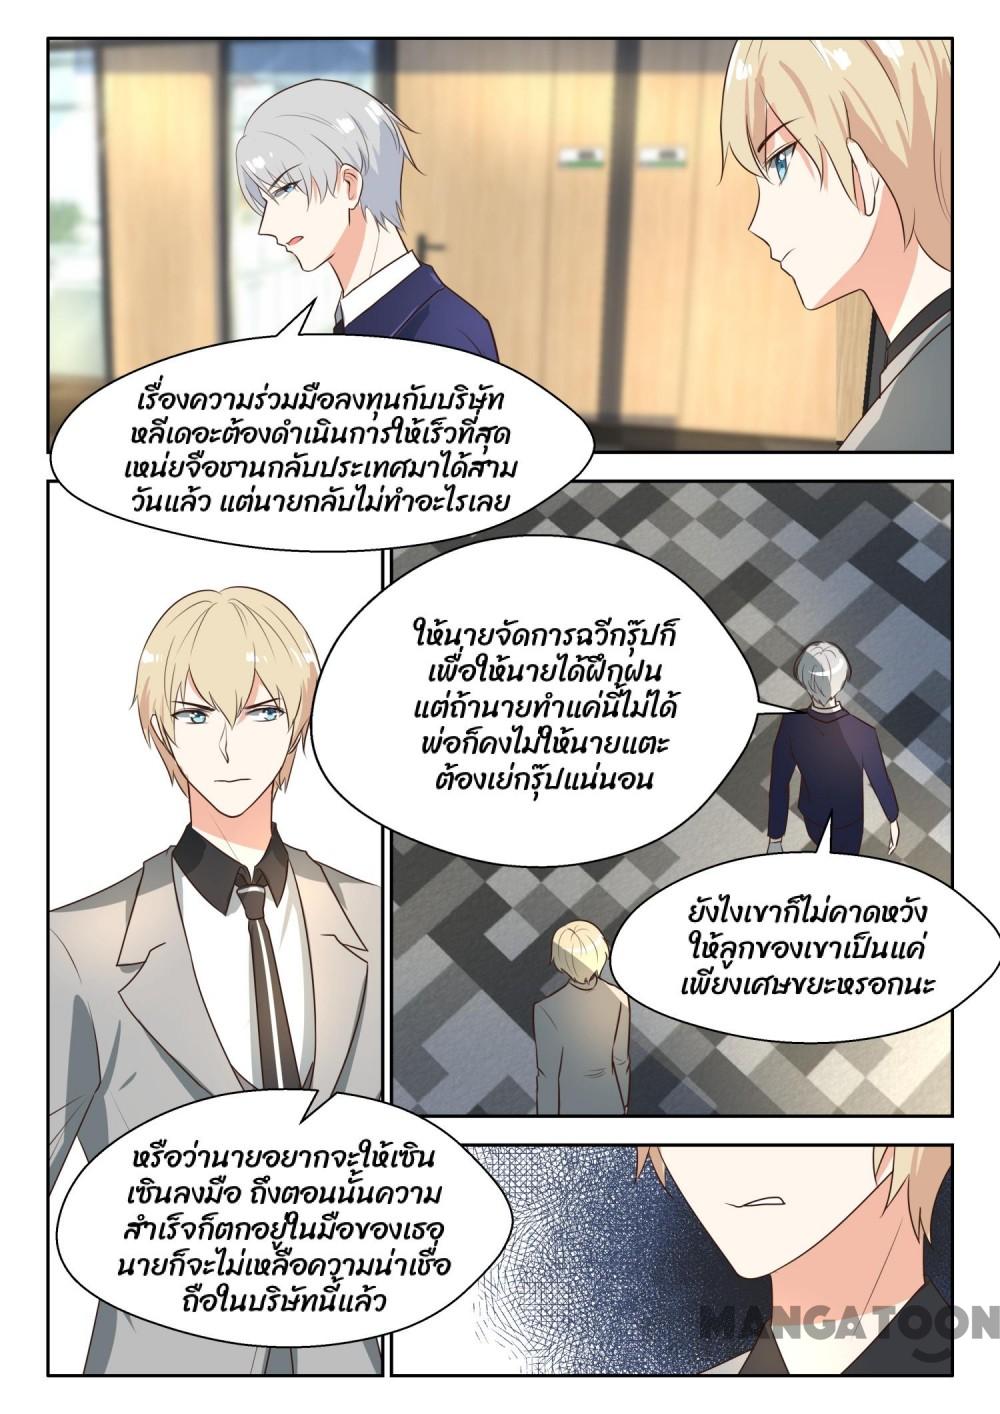 เรื่องความร่วมมือลงทุนกับบริษัท
หลีเดอะต้องดำเนินการให้เร็วที่สุด
เหน่ยจือชานกลับประเทศมาได้สาม
วันแล้ว แต่นายกลับไม่ทำอะไรเลย
ให้นายจัดการฉวีกรุ๊ปก็
เพื่อให้นายได้ฝึกฝน
แต่ถ้านายทำแค่นี้ไม่ได้
พ่อก็คงไม่ให้นายแตะ
ต้องเย่กรุ๊ปแน่นอน
ยังไงเขาก็ไม่คาดหวัง
ให้ลูกของเขาเป็นแค่
เพียงเศษขยะหรอกนะ
หรือว่านายอยากจะให้เซิน
เซินลงมือ ถึงตอนนั้นความ
สำเร็จก็ตกอยู่ในมือของเธอ
นายก็จะไม่เหลือความน่าเชื่อ
ถือในบริษัทนี้แล้ว
MANGATOON